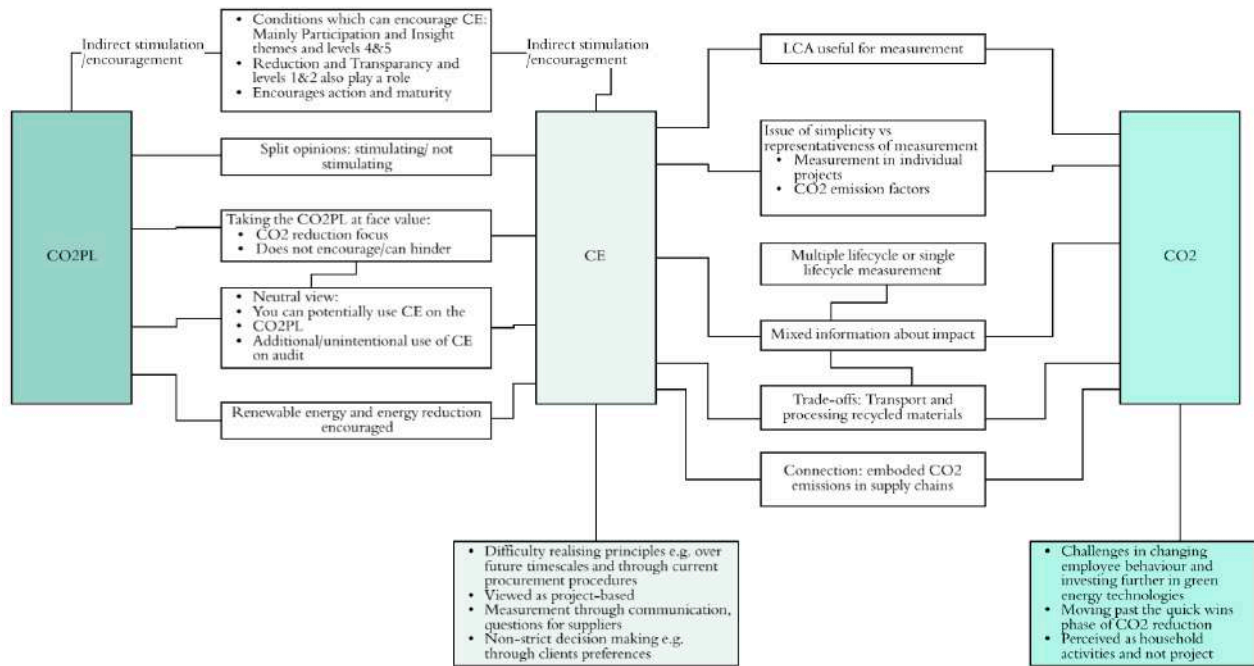 Indirect stimulation
/encouragement
• Conditions which can encourage CE:
Mainly Participation and Insight
themes and levels 4&5
• Reduction and Transparancy and
levels 1&2 also play a role
• Encourages action and maturity
Indirect stimulation
/encouragement
LCA useful for measurement
Split opinions: stimulating/ not
stimulating
Issue of simplicity vs
representativeness of measurement
• Measurement in individual
projects
• CO2 emission factors
Taking the CO2PL at face value:
• CO2 reduction focus
• Does not encourage/can hinder
CO2PL
CE
CO2
Multiple lifecycle or single
lifecycle measurement
• Neutral view:
• You can potentially use CE on the
• CO2PL
• Additional/unintentional use of CE
on audit
Mixed information about impact
Renewable energy and energy reduction
encouraged
Trade-offs: Transport and
processing recycled materials
Connection: emboded CO2
emissions in supply chains
• Difficulty realising principles e.g. over
future timescales and through current
procurement procedures
• Viewed as project-based
• Measurement through communication,
questions for suppliers
• Non-strict decision making e.g.
through clients preferences
• Challenges in changing
employee behaviour and
investing further in green
energy technologies
• Moving past the quick wins
phase of CO2 reduction
• Perceived as household
activities and not project